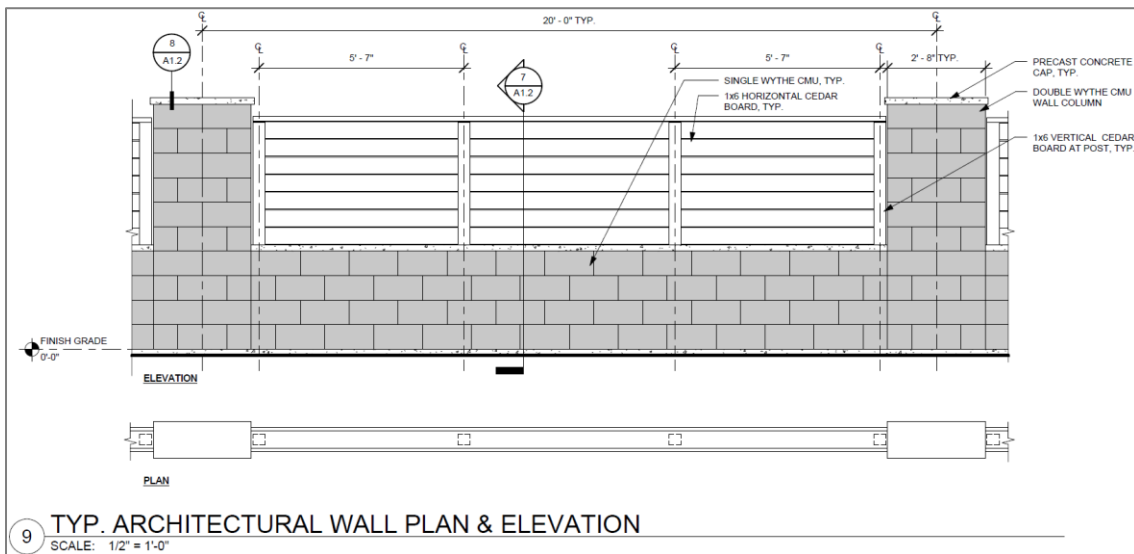 ℄
20' - 0" TYP.
℄
8
A1.2
℄
5' - 7"
℄
7
A1.2
℄
5' - 7"
℄
2' - 8" TYP.
SINGLE WYTHE CMU, TYP.
1x6 HORIZONTAL CEDAR
BOARD, TYP.
PRECAST CONCRETE
CAP, TYP.
DOUBLE WYTHE CMU
WALL COLUMN
1x6 VERTICAL CEDAR
BOARD AT POST, TYP.
FINISH GRADE
0'-0"
ELEVATION
PLAN
9
TYP. ARCHITECTURAL WALL PLAN & ELEVATION
SCALE: 1/2" = 1'-0"